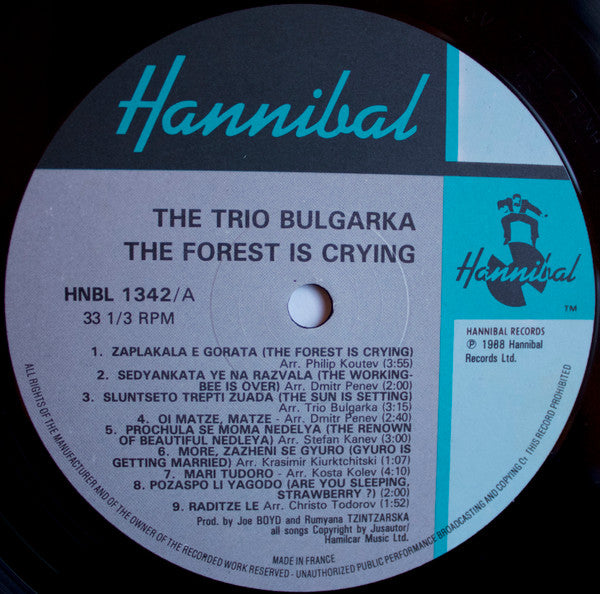 Hannibal
THE TRIO BULGARKA
THE FOREST IS CRYING
HNBL 1342/A
33 1/3 RPM
1. ZAPLAKALA E GORATA (THE FOREST IS CRYING)
Arr. Philip Koutev (3:55)
2. SEDYANKATA YE NA RAZVALA (THE WORKING-
BEE IS OVER) Arr. Dmitr Penev (2:00)
3. SLUNTSETO TREPTI ZUADA (THE SUN IS SETTING)
Arr. Trio Bulgarka (3:15)
4. OI MATZE, MATZE - Arr. Dmitr Penev (2:40)
5. PROCHULA SE MOMA NEDELYA (THE RENOWN
OF BEAUTIFUL NEDLEYA) Arr. Stefan Kanev (3:00)
6. MORE, ZAZHENI SE GYURO (GYURO IS
GETTING MARRIED) Arr. Krasimir Kiurktchitski (1:07)
7. MARI TUDORO - Arr. Kosta Kolev (4:10)
8. POZASPO LI YAGODO (ARE YOU SLEEPING,
STRAWBERRY ?) (2:00)
9. RADITZE LE - Arr. Christo Todorov (1:52)
Prod. by Joe BOYD and Rumyana TZINTZARSKA
all songs Copyright by Jusautor/
Hamilcar Music Ltd.
MADE IN FRANCE
Hannibal
TM
HANNIBAL RECORDS
℗ 1988 Hannibal
Records Ltd.
ALL RIGHTS OF THE MANUFACTURER AND OF THE OWNER OF THE RECORDED WORK RESERVED - UNAUTHORIZED PUBLIC PERFORMANCE BROADCASTING AND COPYING OF THIS RECORD PROHIBITED